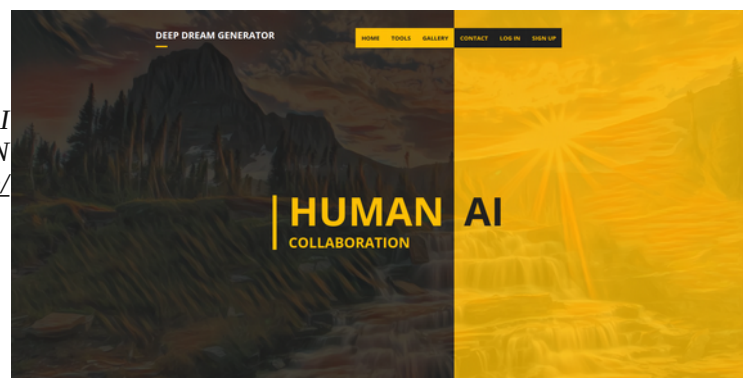 DEEP DREAM GENERATOR
HOME TOOLS GALLERY CONTACT LOG IN SIGN UP
I
N
/
HUMAN AI
COLLABORATION